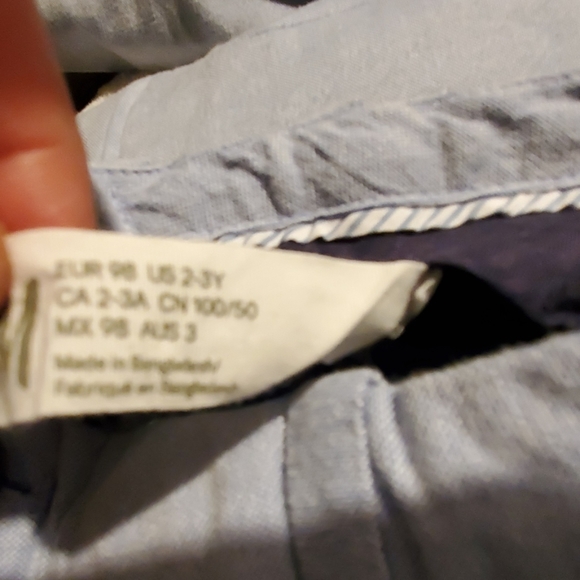 EUR 98 US 2-3Y
CA 2-3A CN 100/50
MX 98 AUS 3
Made in Bangladesh/
Fabriqué en Bangladesh